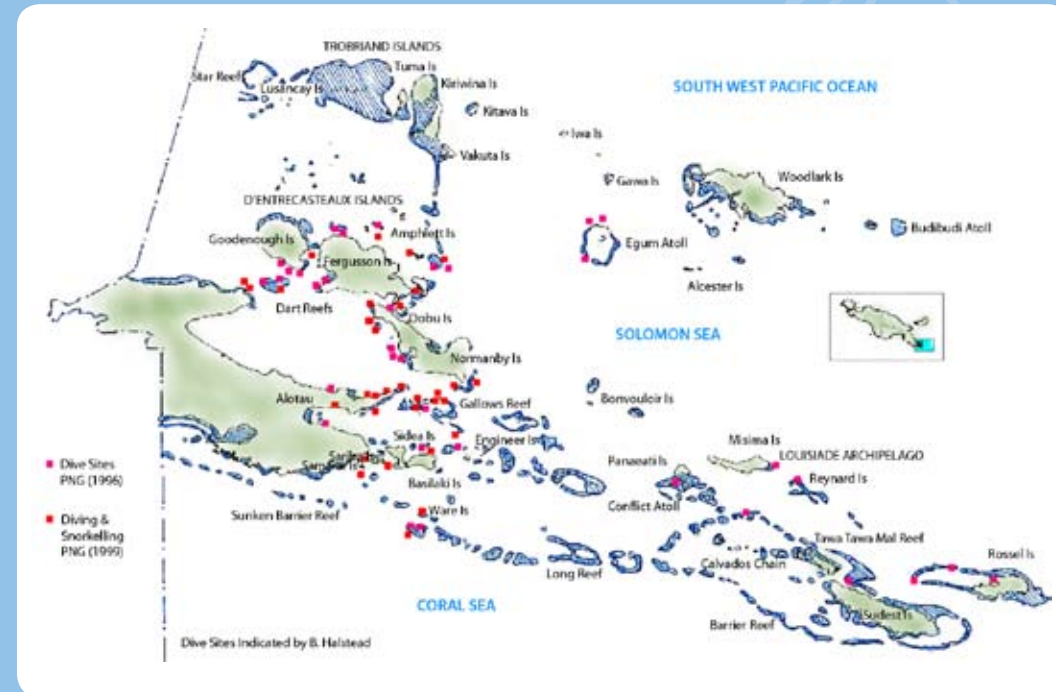 TROBRIAND ISLANDS
Tuma Is
Star Reef
Lusancay Is
Kiriwina Is
SOUTH WEST PACIFIC OCEAN
Kitava Is
Iwa Is
Vakuta Is
Gawa Is
Woodlark Is
D'ENTRECASTEAUX ISLANDS
Amphlett Is
Budibudi Atoll
Goodenough Is
Egum Atoll
Fergusson Is
Alcester Is
Dart Reefs
Dobu Is
SOLOMON SEA
Normanby Is
Bonvouloir Is
Alotau
Gallows Reef
Sidea Is
Engineer Is
Misima Is
LOUISIADE ARCHIPELAGO
Panaeati Is
Reynard Is
Basilaki Is
Conflict Atoll
Dive Sites
PNG (1996)
Ware Is
Sunken Barrier Reef
Diving &
Snorkelling
PNG (1999)
Tawa Tawa Mal Reef
Rossel Is
Calvados Chain
Long Reef
CORAL SEA
Sudest Is
Barrier Reef
Dive Sites Indicated by B. Halstead